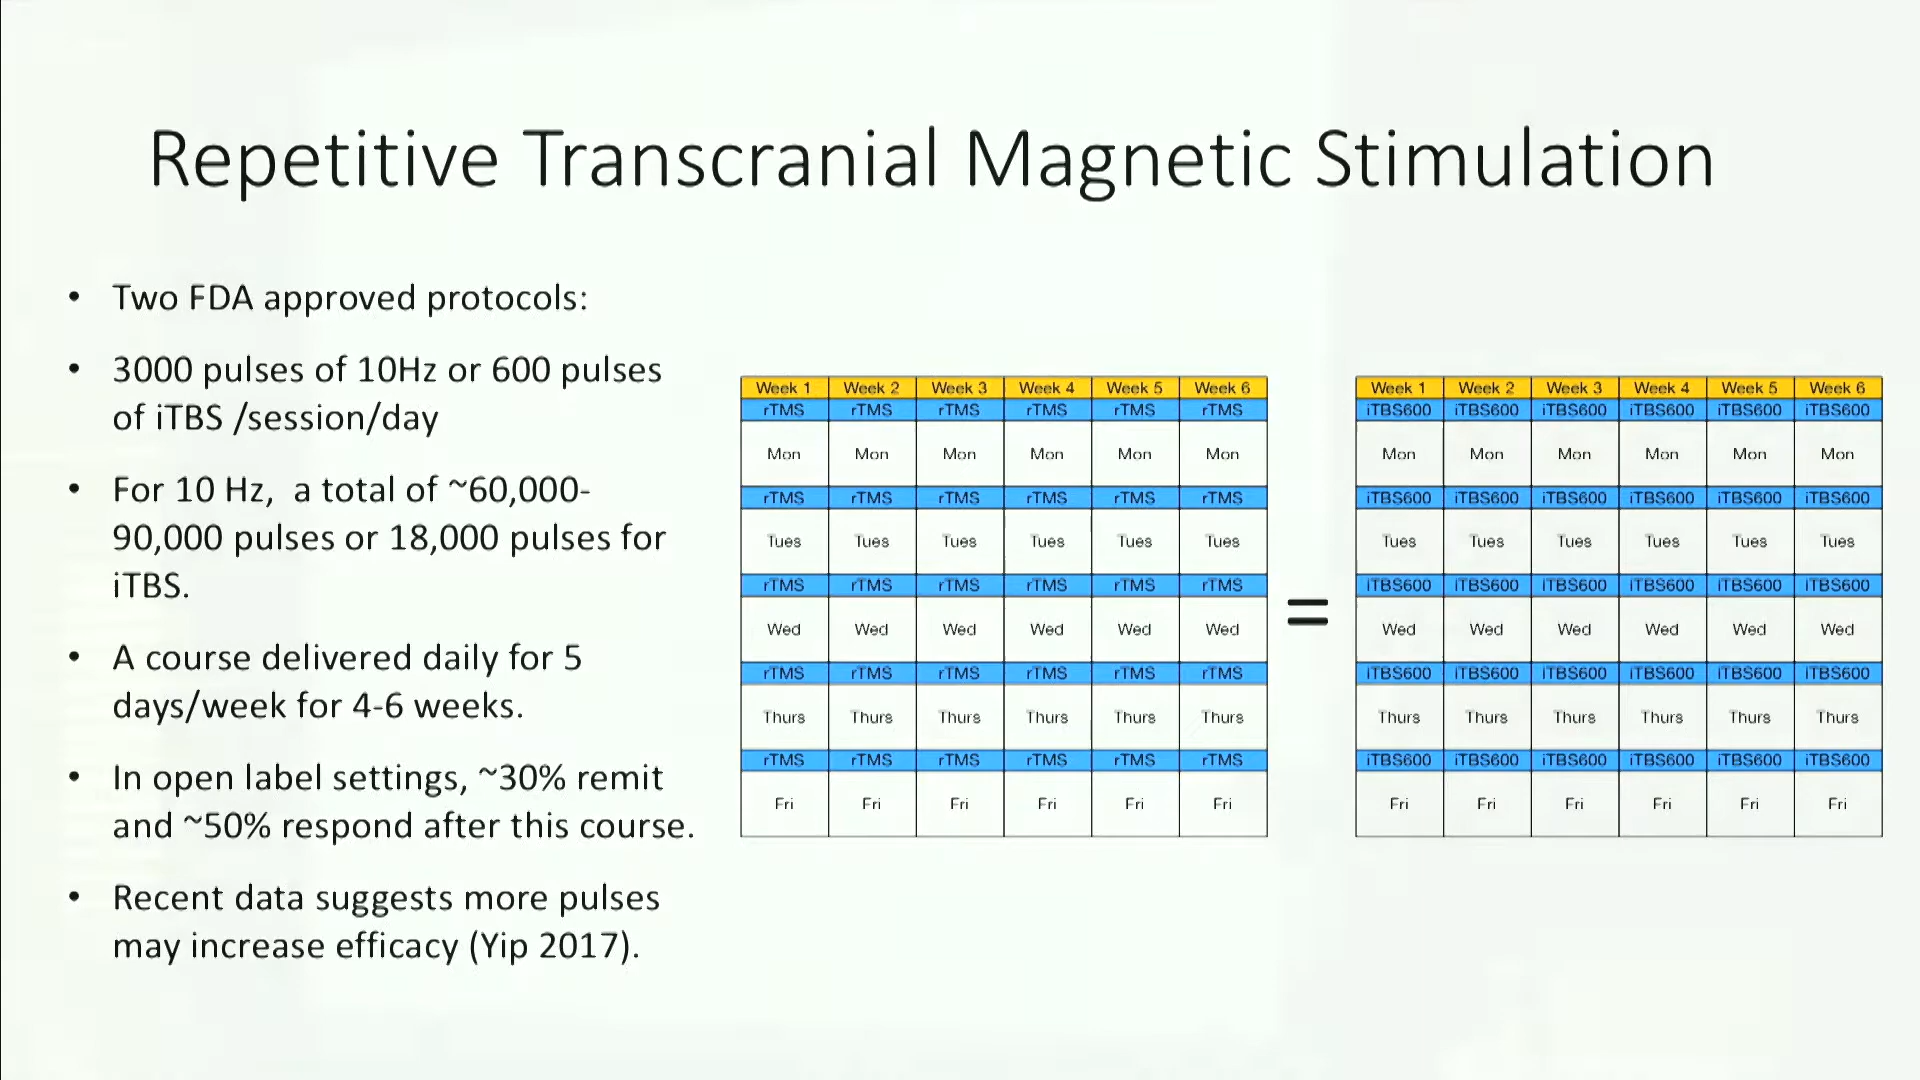 Repetitive Transcranial Magnetic Stimulation
• Two FDA approved protocols:
• 3000 pulses of 10Hz or 600 pulses
of iTBS /session/day
• For 10 Hz, a total of ~60,000-
90,000 pulses or 18,000 pulses for
iTBS.
• A course delivered daily for 5
days/week for 4-6 weeks.
• In open label settings, ~30% remit
and ~50% respond after this course.
• Recent data suggests more pulses
may increase efficacy (Yip 2017).
Week 1 Week 2 Week 3 Week 4 Week 5 Week 6
rTMS rTMS rTMS rTMS rTMS rTMS
Mon Mon Mon Mon Mon Mon
rTMS rTMS rTMS rTMS rTMS rTMS
Tues Tues Tues Tues Tues Tues
rTMS rTMS rTMS rTMS rTMS rTMS
Wed Wed Wed Wed Wed Wed
rTMS rTMS rTMS rTMS rTMS rTMS
Thurs Thurs Thurs Thurs Thurs Thurs
rTMS rTMS rTMS rTMS rTMS rTMS
Fri Fri Fri Fri Fri Fri
=
Week 1 Week 2 Week 3 Week 4 Week 5 Week 6
iTBS600 iTBS600 iTBS600 iTBS600 iTBS600 iTBS600
Mon Mon Mon Mon Mon Mon
iTBS600 iTBS600 iTBS600 iTBS600 iTBS600 iTBS600
Tues Tues Tues Tues Tues Tues
iTBS600 iTBS600 iTBS600 iTBS600 iTBS600 iTBS600
Wed Wed Wed Wed Wed Wed
iTBS600 iTBS600 iTBS600 iTBS600 iTBS600 iTBS600
Thurs Thurs Thurs Thurs Thurs Thurs
iTBS600 iTBS600 iTBS600 iTBS600 iTBS600 iTBS600
Fri Fri Fri Fri Fri Fri